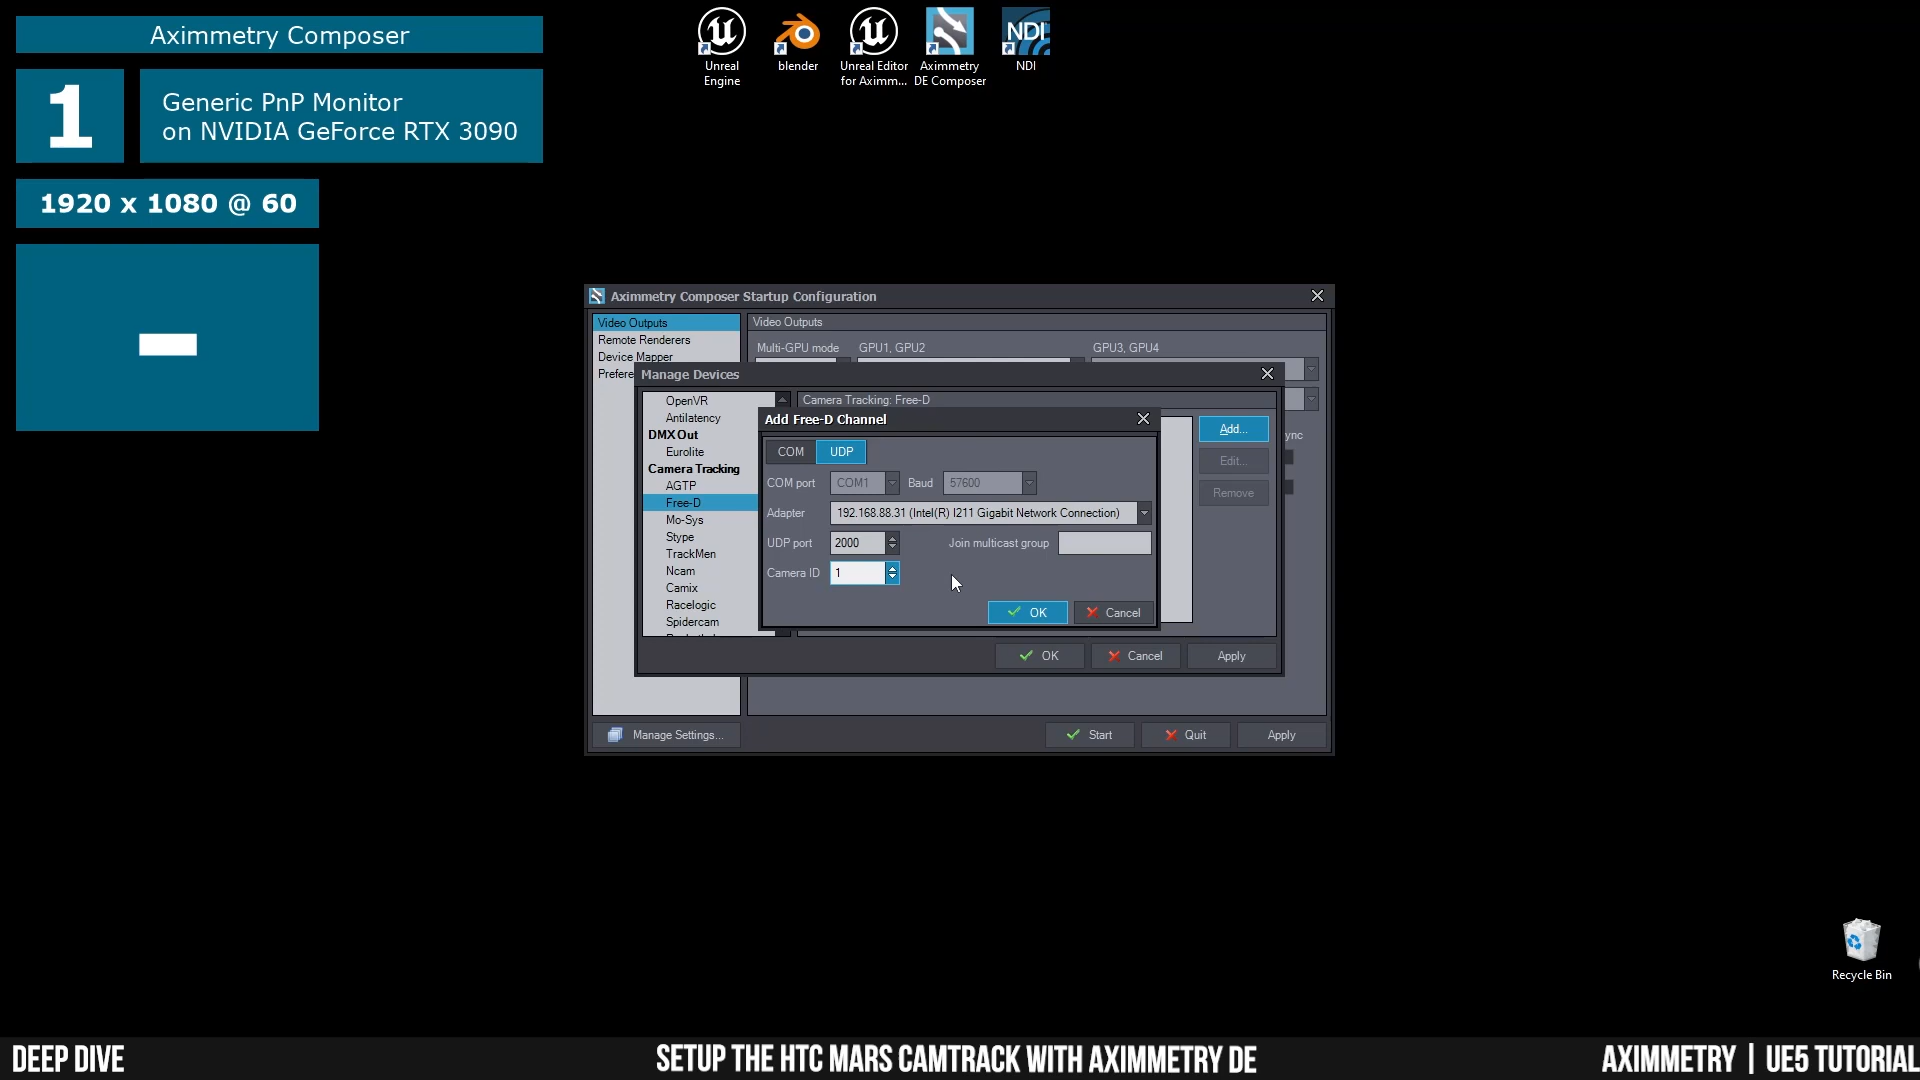 Aximmetry Composer
1
Generic PnP Monitor
on NVIDIA GeForce RTX 3090
1920 x 1080 @ 60
Unreal
Engine
blender
Unreal Editor
for Aximm...
Aximmetry
DE Composer
NDI
NDI
Aximmetry Composer Startup Configuration
Video Outputs
Remote Renderers
Device Mapper
Prefere
Video Outputs
Multi-GPU mode
GPU1, GPU2
GPU3, GPU4
ync
Manage Devices
OpenVR
Antilatency
DMX Out
Eurolite
Camera Tracking
AGTP
Free-D
Mo-Sys
Stype
TrackMen
Ncam
Camix
Racelogic
Spidercam
Camera Tracking: Free-D
Add...
Edit...
Remove
Add Free-D Channel
COM
UDP
COM port
COM1
Baud
57600
Adapter
192.168.88.31 (Intel(R) I211 Gigabit Network Connection)
UDP port
2000
Join multicast group
Camera ID
1
OK
Cancel
OK
Cancel
Apply
Manage Settings...
Start
Quit
Apply
Recycle Bin
DEEP DIVE
SETUP THE HTC MARS CAMTRACK WITH AXIMMETRY DE
AXIMMETRY | UE5 TUTORIAL